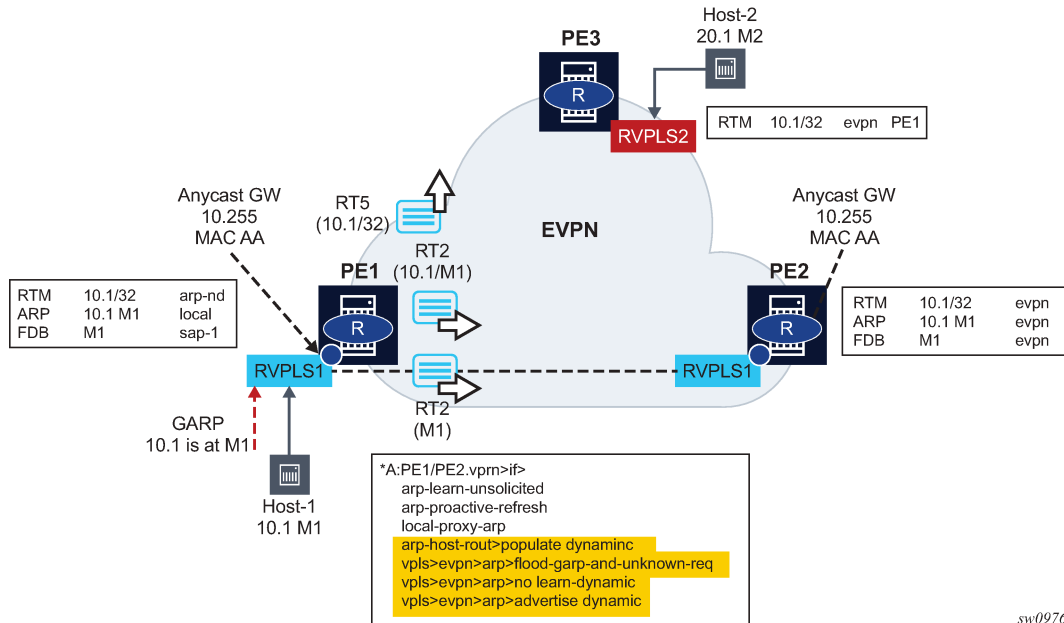 Host-2
20.1 M2
PE3
R
RVPLS2
RTM 10.1/32 evpn PE1
Anycast GW
10.255
MAC AA
RT5
(10.1/32)
EVPN
RT2
(10.1/M1)
Anycast GW
10.255
MAC AA
PE1
PE2
RTM 10.1/32 arp-nd
ARP 10.1 M1 local
FDB M1 sap-1
R
R
RTM 10.1/32 evpn
ARP 10.1 M1 evpn
FDB M1 evpn
RVPLS1
RVPLS1
RT2
(M1)
GARP
10.1 is at M1
Host-1
10.1 M1
*A:PE1/PE2.vprn>if>
arp-learn-unsolicited
arp-proactive-refresh
local-proxy-arp
arp-host-rout>populate dynaminc
vpls>evpn>arp>flood-garp-and-unknown-req
vpls>evpn>arp>no learn-dynamic
vpls>evpn>arp>advertise dynamic
sw0976